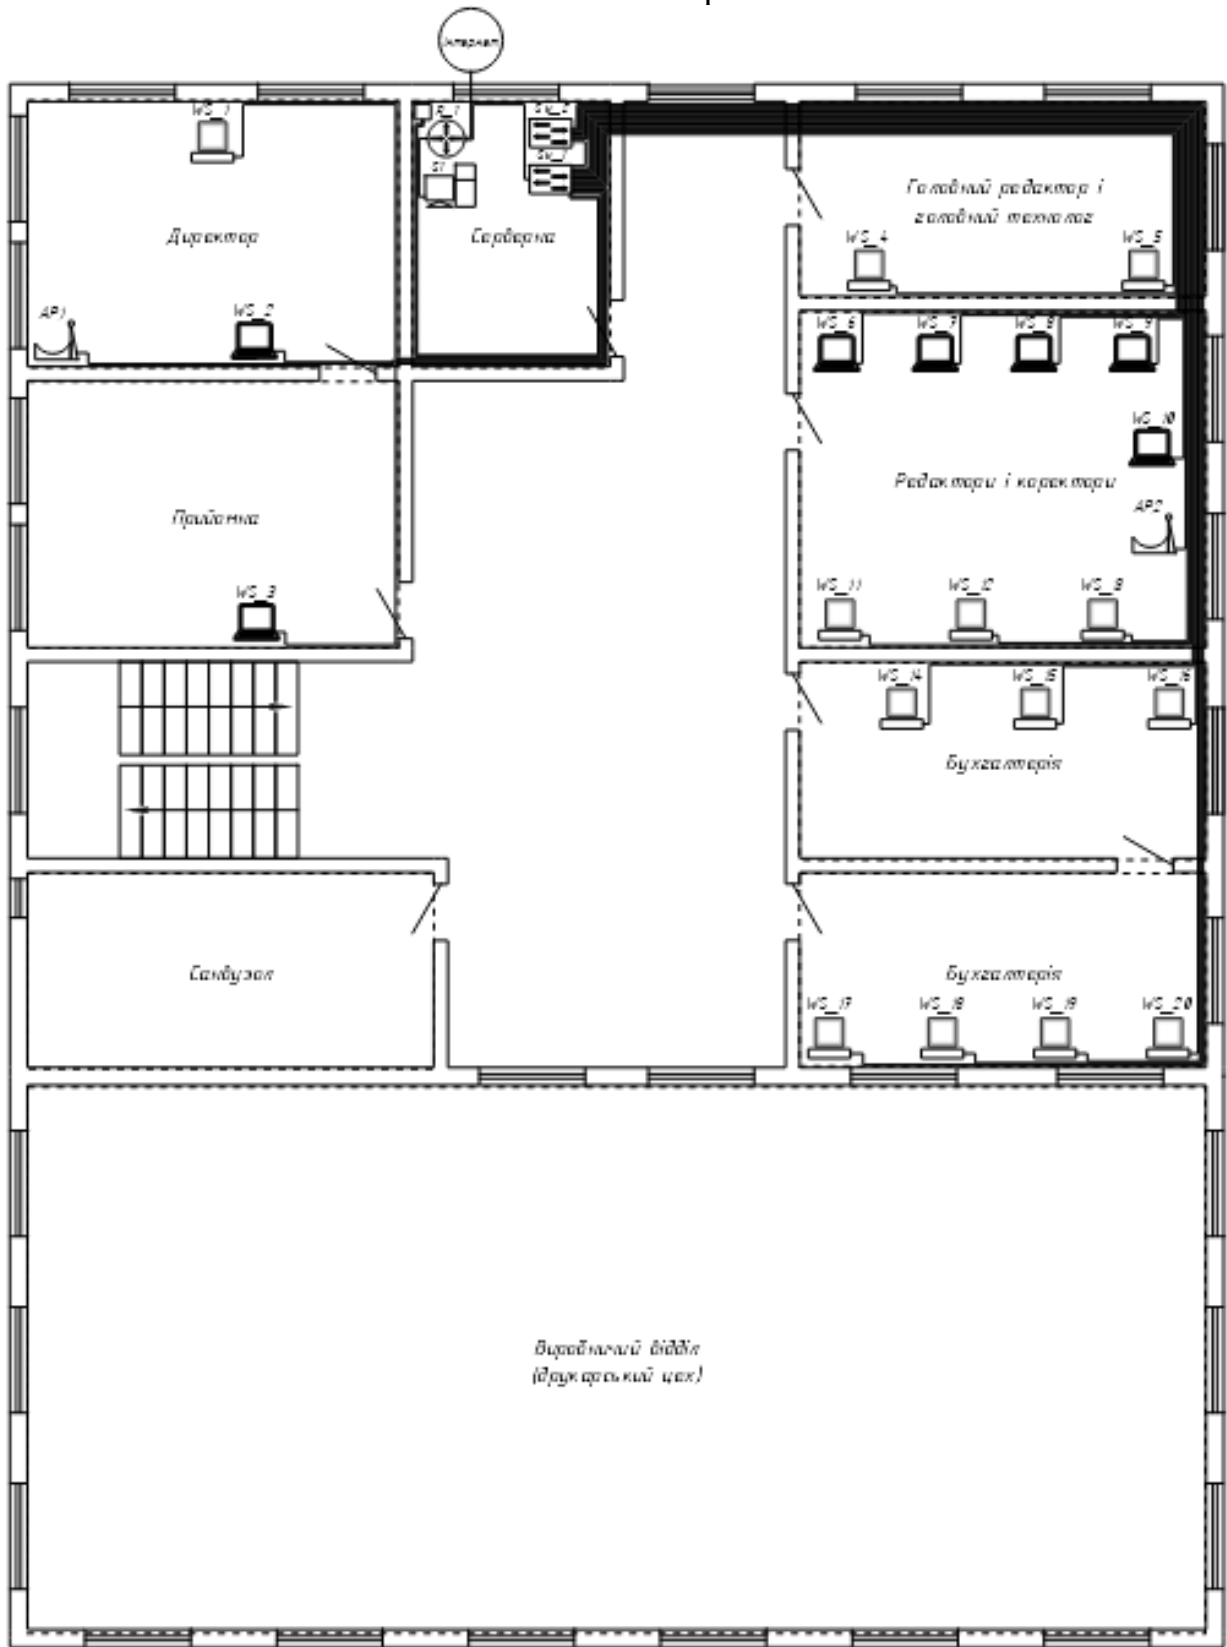 Інтернет
WS_1
R_1
SW_2
SW_1
S1
Директор
Серверна
Головний редактор і
головний технолог
WS_4
WS_5
AP1
WS_2
WS_6
WS_7
WS_8
WS_9
WS_10
Редактори і коректори
AP2
Прийомна
WS_3
WS_11
WS_12
WS_13
WS_14
WS_15
WS_16
Бухгалтерія
Санвузол
Бухгалтерія
WS_17
WS_18
WS_19
WS_20
Виробничий відділ
(друкарський цех)